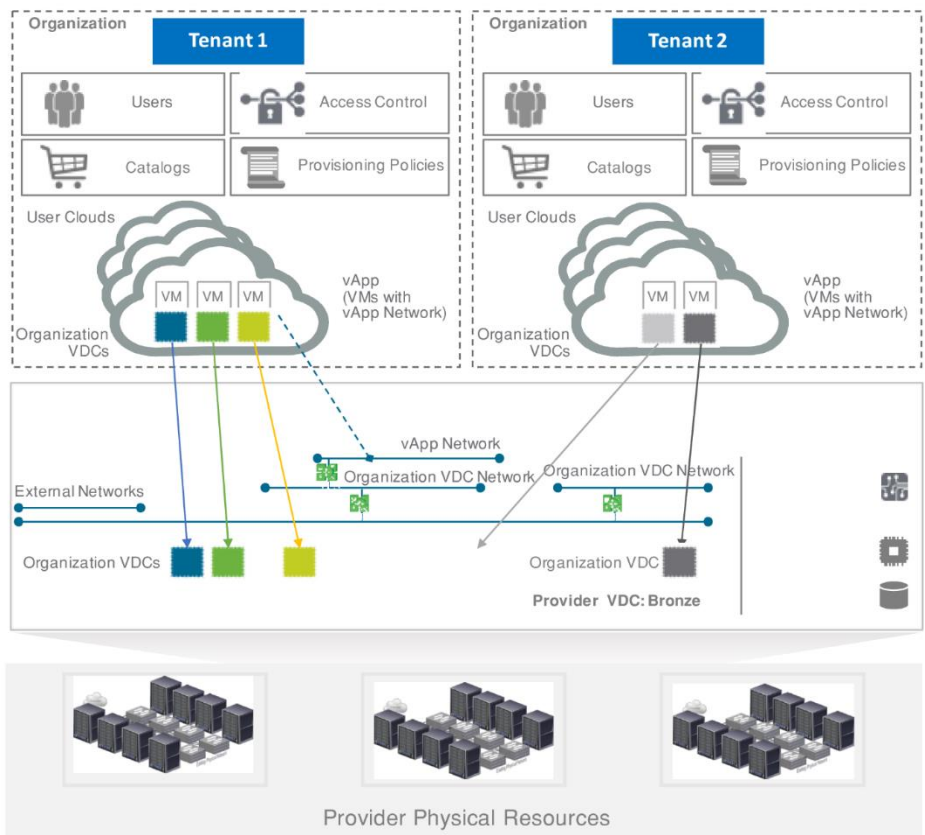 Organization
Tenant 1
Users
Access Control
Catalogs
Provisioning Policies
User Clouds
VM VM VM
vApp
(VMs with
vApp Network)
Organization
VDCs
Organization
Tenant 2
Users
Access Control
Catalogs
Provisioning Policies
User Clouds
VM VM
vApp
(VMs with
vApp Network)
Organization
VDCs
vApp Network
Organization VDC Network
Organization VDC Network
External Networks
Organization VDCs
Organization VDC
Provider VDC: Bronze
Provider Physical Resources